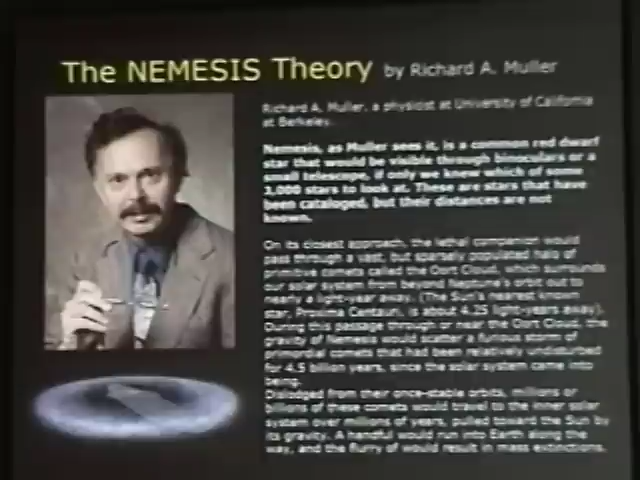 The NEMESIS Theory by Richard A. Muller
Richard A. Muller, a physicist at University of California
at Berkeley.
Nemesis, as Muller sees it, is a common red dwarf
star that would be visible through binoculars or a
small telescope, if only we knew which of some
3,000 stars to look at. These are stars that have
been cataloged, but their distances are not
known.
On its closest approach, the lethal companion would
pass through a vast, but sparsely populated halo of
primitive comets called the Oort Cloud, which surrounds
our solar system from beyond Neptune's orbit out to
nearly a light-year away. (The Sun's nearest known
star, Proxima Centauri, is about 4.25 light-years away).
During this passage through or near the Oort Cloud, the
gravity of Nemesis would scatter a furious storm of
primordial comets that had been relatively undisturbed
for 4.5 billion years, since the solar system came into
being.
Dislodged from their once-stable orbits, millions or
billions of these comets would travel to the inner solar
system over millions of years, pulled toward the Sun by
its gravity. A handful would run into Earth along the
way, and the flurry of would result in mass extinctions.